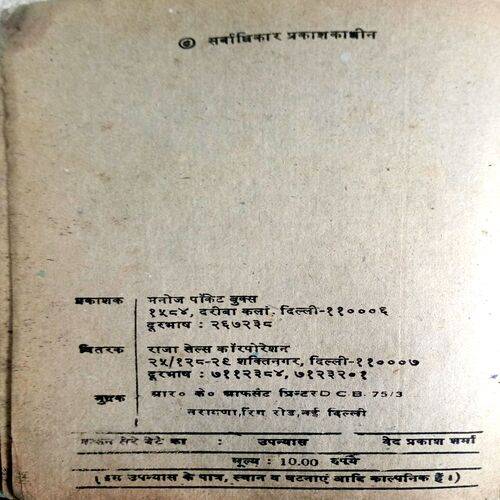 © सर्वाधिकार प्रकाशकाधीन
प्रकाशक मनोज पॉकेट बुक्स
१५८४, दरीबा कलां, दिल्ली-११०००६
दूरभाष : २६७२३८
वितरक राजा सेल्स कॉरपोरेशन
२५/१२८-२९ शक्तिनगर, दिल्ली-११०००७
दूरभाष : ७११२३८४, ७१२३२०१
मुद्रक आर० के० आफसैट प्रिन्टर D C.B. 75/3
नारायणा, रिंग रोड, नई दिल्ली
तेरे बेटे का : उपन्यास वेद प्रकाश शर्मा
मूल्य : 10.00 रुपये
(इस उपन्यास के पात्र, स्थान व घटनाएं आदि काल्पनिक हैं।)